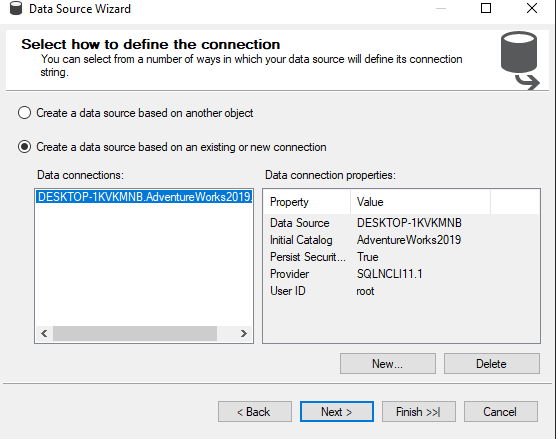 Data Source Wizard
Select how to define the connection
You can select from a number of ways in which your data source will define its connection
string.
Create a data source based on another object
Create a data source based on an existing or new connection
Data connections:
DESKTOP-1KVKMNB.AdventureWorks2019.
Data connection properties:
Property Value
Data Source DESKTOP-1KVKMNB
Initial Catalog AdventureWorks2019
Persist Securit... True
Provider SQLNCLI11.1
User ID root
New... Delete
< Back Next > Finish >>| Cancel